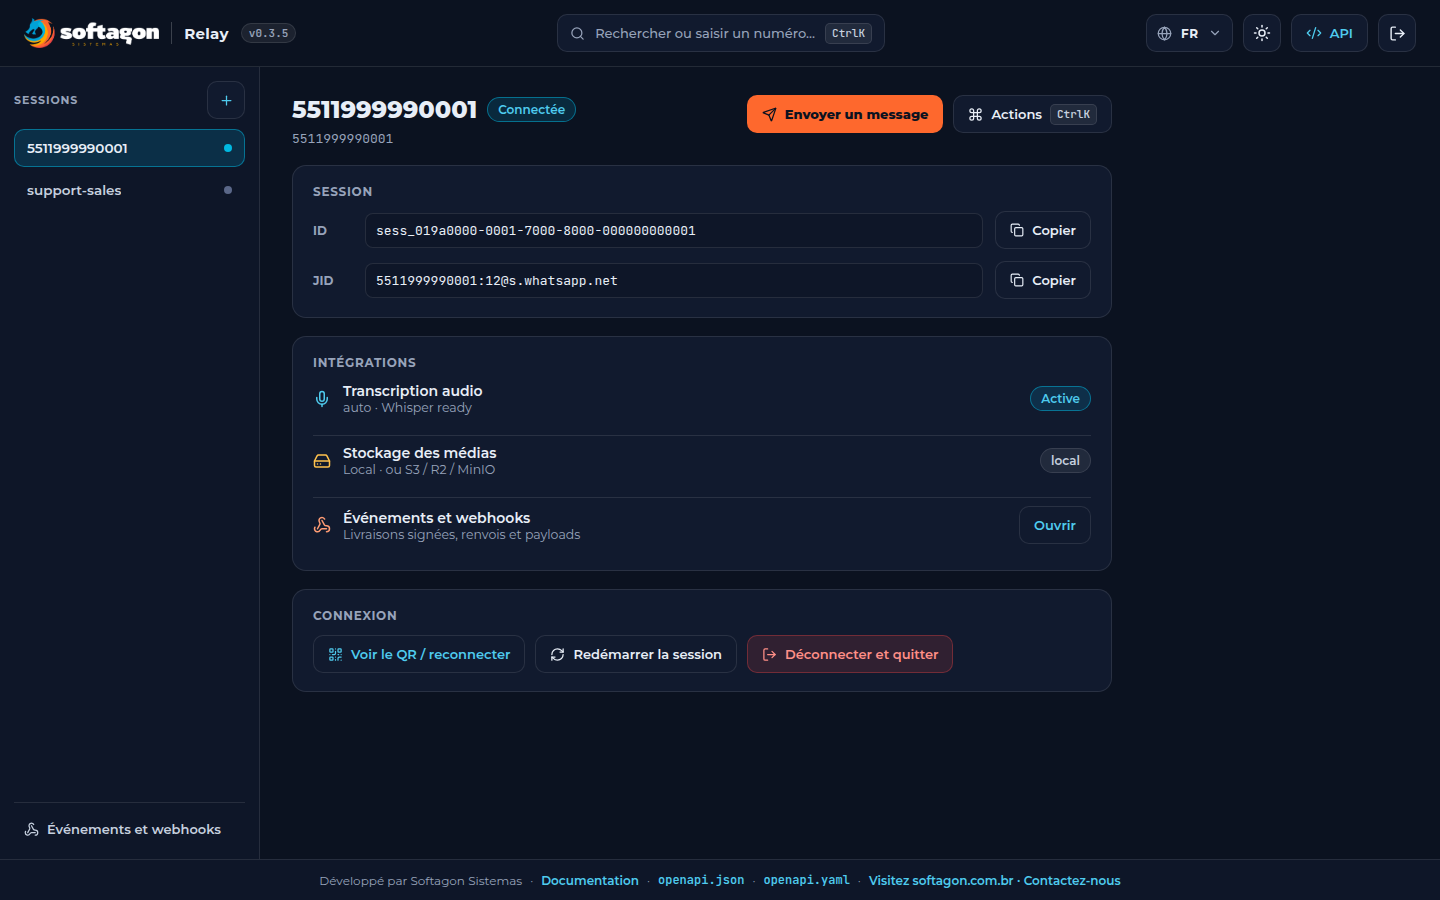 softagon
SISTEMAS
Relay
v0.3.5
Rechercher ou saisir un numéro...
CtrlK
FR
API
SESSIONS
5511999990001
support-sales
Événements et webhooks
5511999990001
Connectée
5511999990001
Envoyer un message
Actions
CtrlK
SESSION
ID
sess_019a0000-0001-7000-8000-000000000001
Copier
JID
5511999990001:12@s.whatsapp.net
Copier
INTÉGRATIONS
Transcription audio
auto · Whisper ready
Active
Stockage des médias
Local · ou S3 / R2 / MinIO
local
Événements et webhooks
Livraisons signées, renvois et payloads
Ouvrir
CONNEXION
Voir le QR / reconnecter
Redémarrer la session
Déconnecter et quitter
Développé par Softagon Sistemas · Documentation · openapi.json · openapi.yaml · Visitez softagon.com.br · Contactez-nous